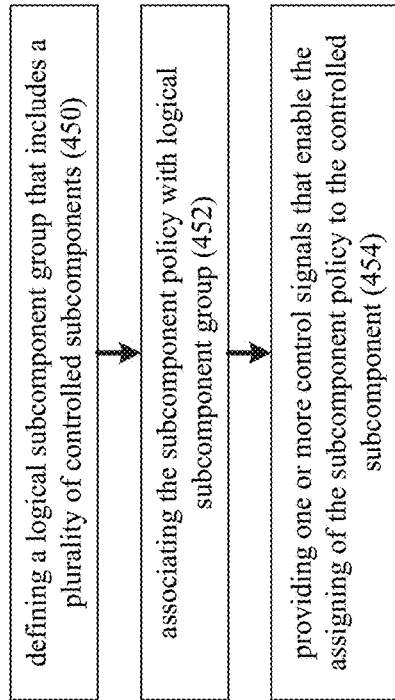 defining a logical subcomponent group that includes a
plurality of controlled subcomponents (450)
associating the subcomponent policy with logical
subcomponent group (452)
providing one or more control signals that enable the
assigning of the subcomponent policy to the controlled
subcomponent (454)